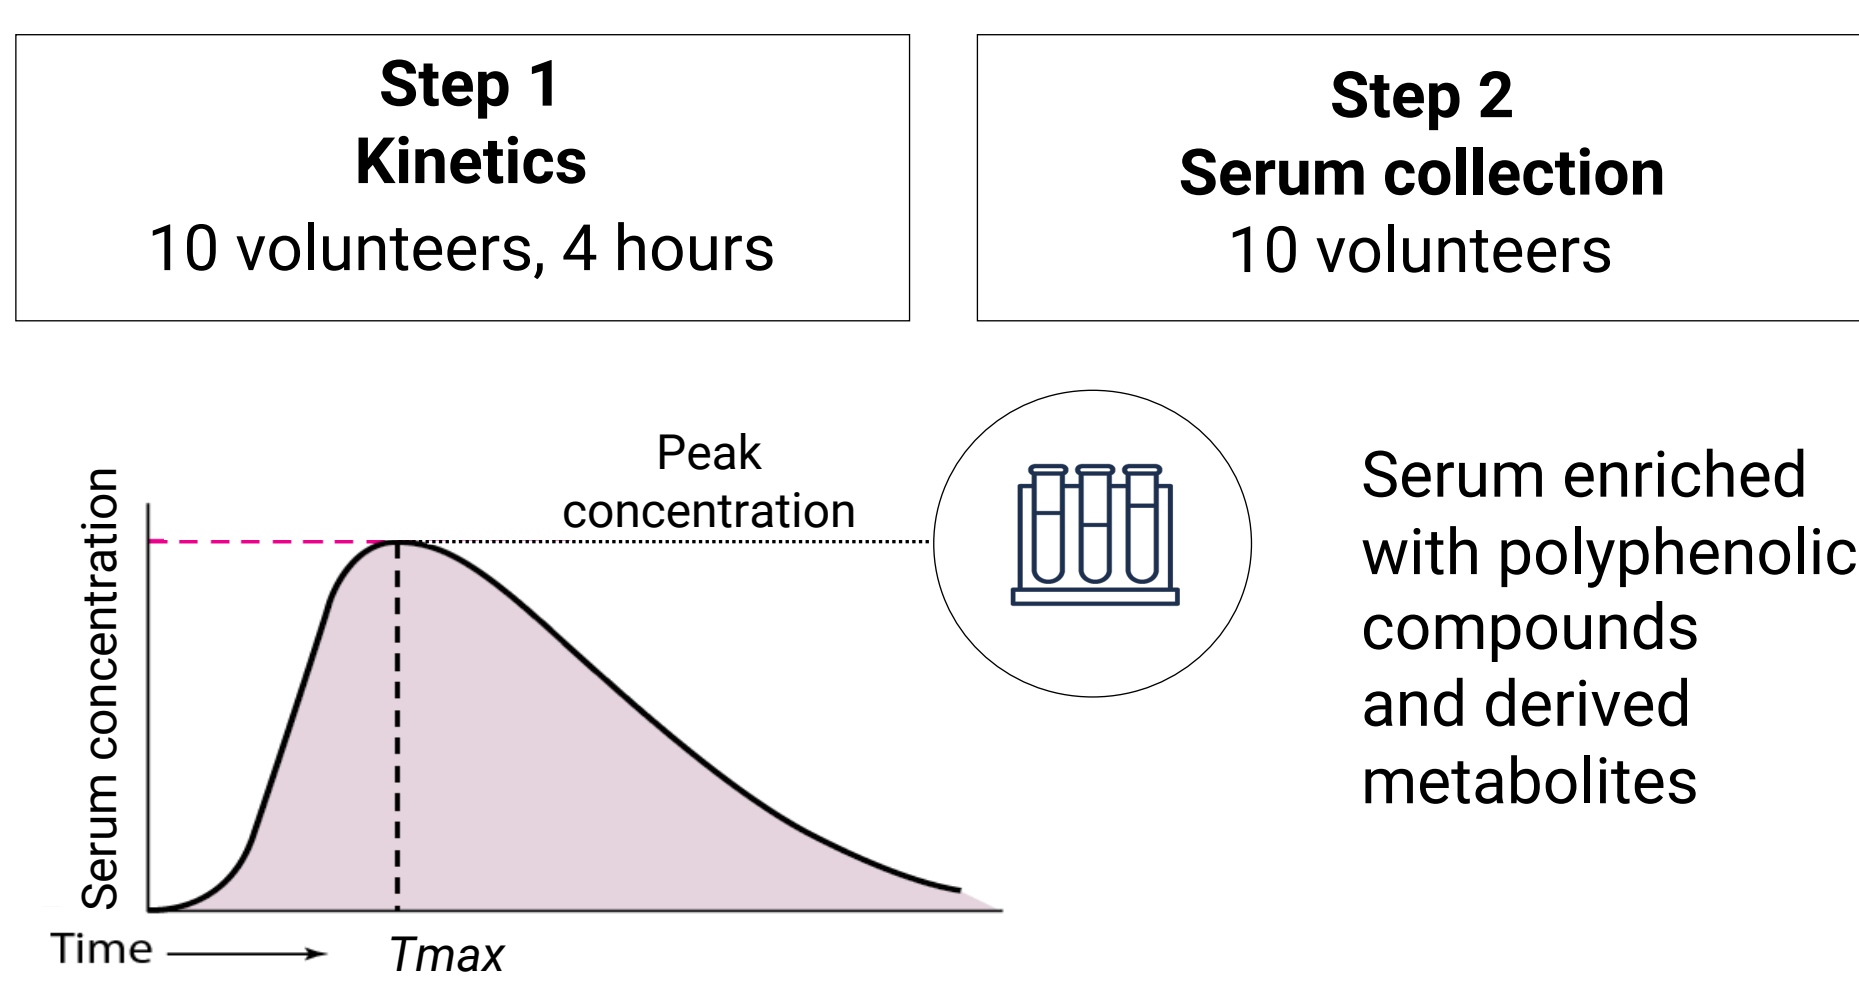 Step 1
Kinetics
10 volunteers, 4 hours
Step 2
Serum collection
10 volunteers
Peak
concentration
Serum concentration
Time
Tmax
Serum enriched
with polyphenolic
compounds
and derived
metabolites